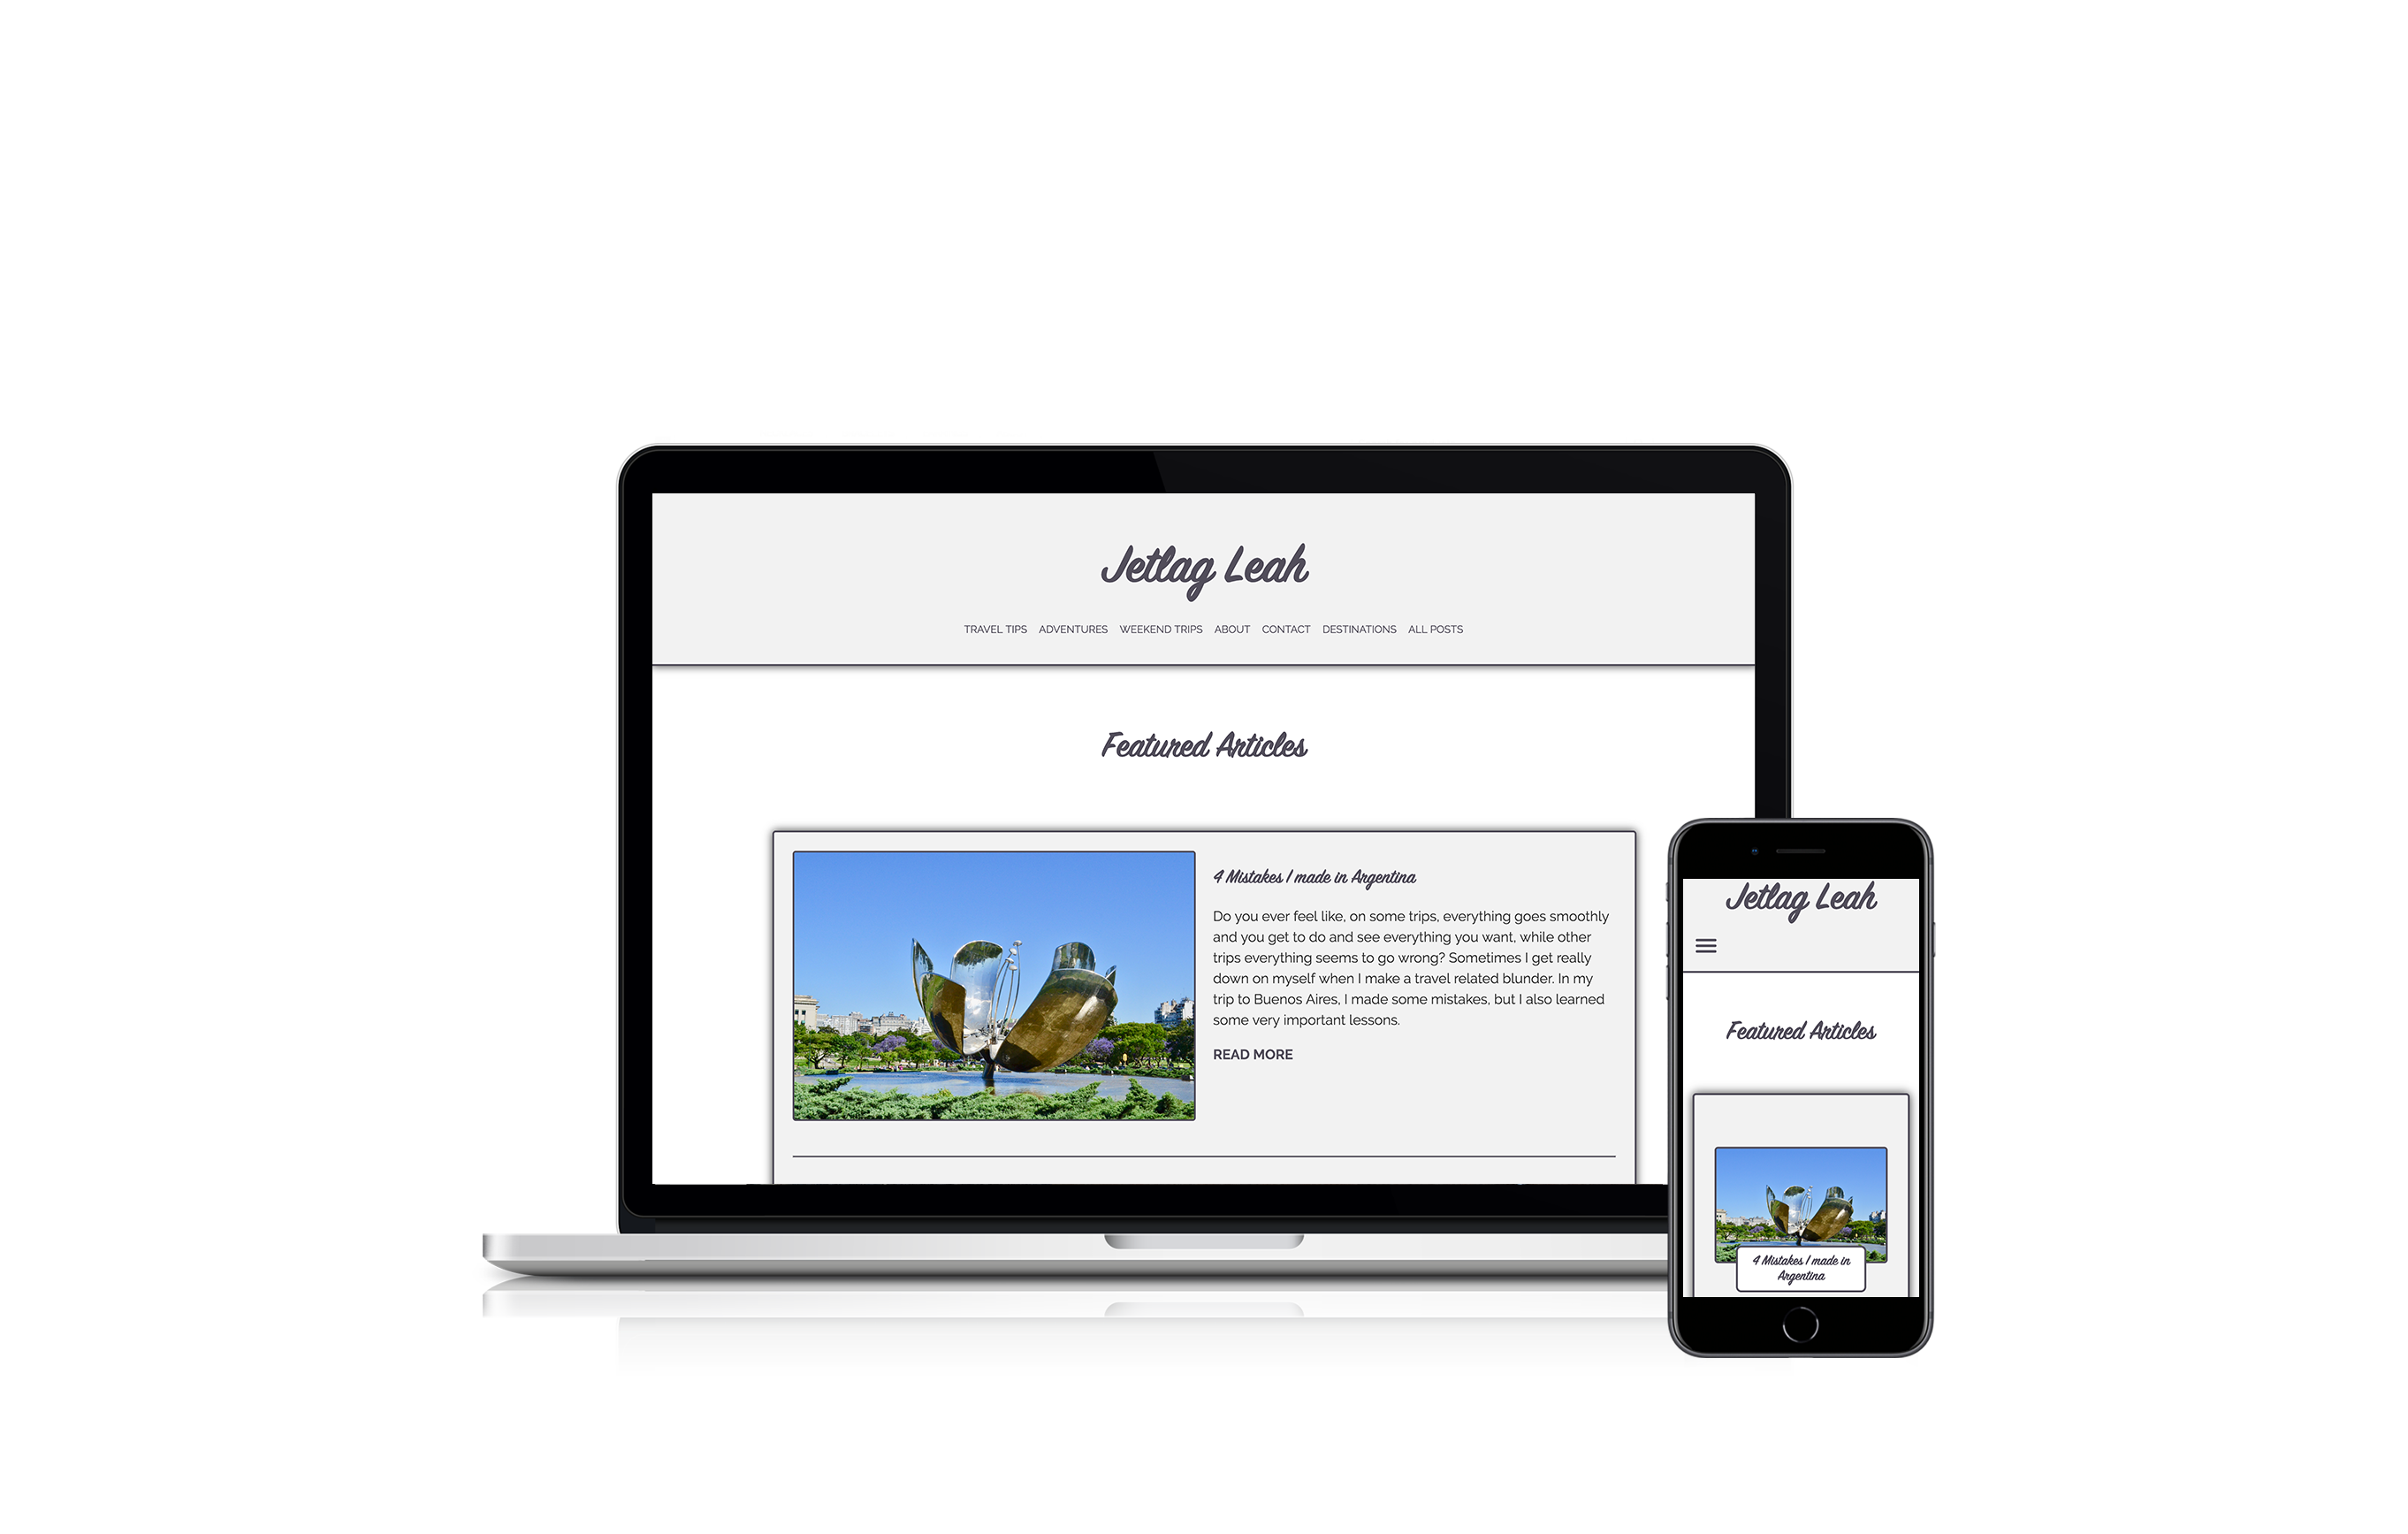 Jetlag Leah
TRAVEL TIPS ADVENTURES WEEKEND TRIPS ABOUT CONTACT DESTINATIONS ALL POSTS
Featured Articles
4 Mistakes I made in Argentina
Do you ever feel like, on some trips, everything goes smoothly
and you get to do and see everything you want, while other
trips everything seems to go wrong? Sometimes I get really
down on myself when I make a travel related blunder. In my
trip to Buenos Aires, I made some mistakes, but I also learned
some very important lessons.
READ MORE
Jetlag Leah
Featured Articles
4 Mistakes I made in
Argentina